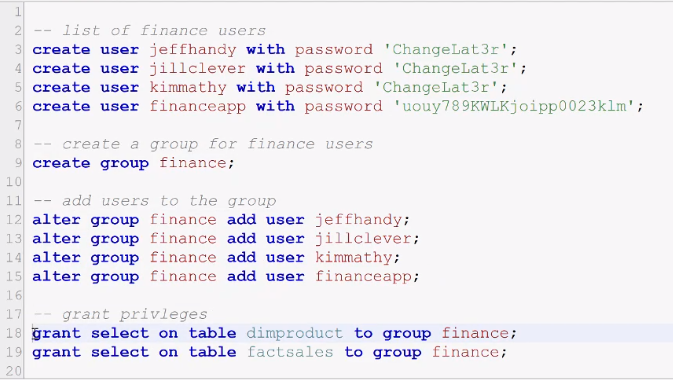 1
2 -- list of finance users
3 create user jeffhandy with password 'ChangeLat3r';
4 create user jillclever with password 'ChangeLat3r';
5 create user kimmathy with password 'ChangeLat3r';
6 create user financeapp with password 'uouy789KWLKjoipp0023klm';
7
8 -- create a group for finance users
9 create group finance;
10
11 -- add users to the group
12 alter group finance add user jeffhandy;
13 alter group finance add user jillclever;
14 alter group finance add user kimmathy;
15 alter group finance add user financeapp;
16
17 -- grant privleges
18 grant select on table dimproduct to group finance;
19 grant select on table factsales to group finance;
20